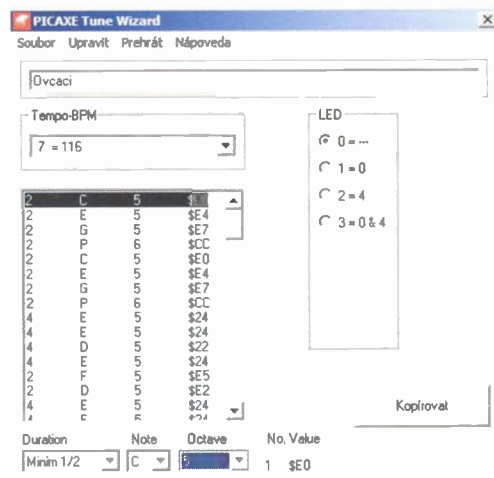 PICAXE Tune Wizard
Soubor Upravit Prehrát Nápoveda
Ovcaci
Tempo-BPM
7 =116
LED
0 = ---
1 = 0
2 = 4
3 = 0 & 4
2 C 5
2 E 5 $E4
2 G 5 $E7
2 P 6 $CC
2 C 5 $E0
2 E 5 $E4
2 G 5 $E7
2 P 6 $CC
4 E 5 $24
4 E 5 $24
4 D 5 $22
4 E 5 $24
2 F 5 $E5
2 D 5 $E2
4 E 5 $24
Kopírovat
Duration Note Octave No. Value
Minim 1/2 C 5 1 $E0